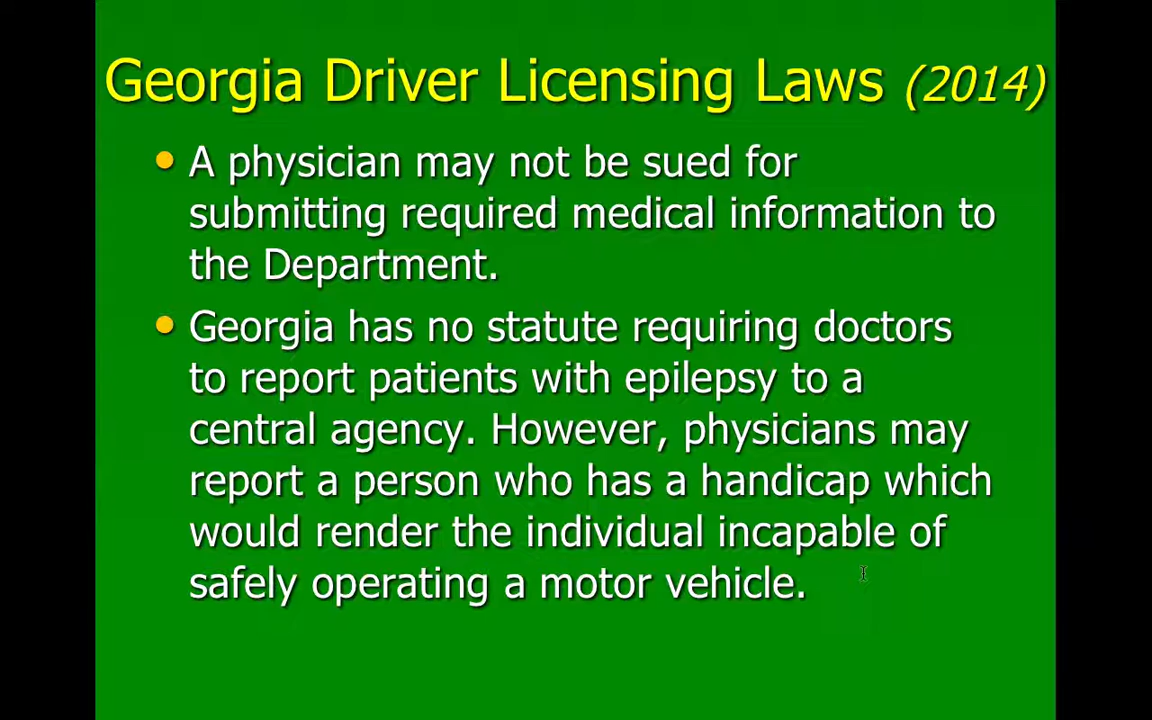 Georgia Driver Licensing Laws (2014)
• A physician may not be sued for
submitting required medical information to
the Department.
• Georgia has no statute requiring doctors
to report patients with epilepsy to a
central agency. However, physicians may
report a person who has a handicap which
would render the individual incapable of
safely operating a motor vehicle.